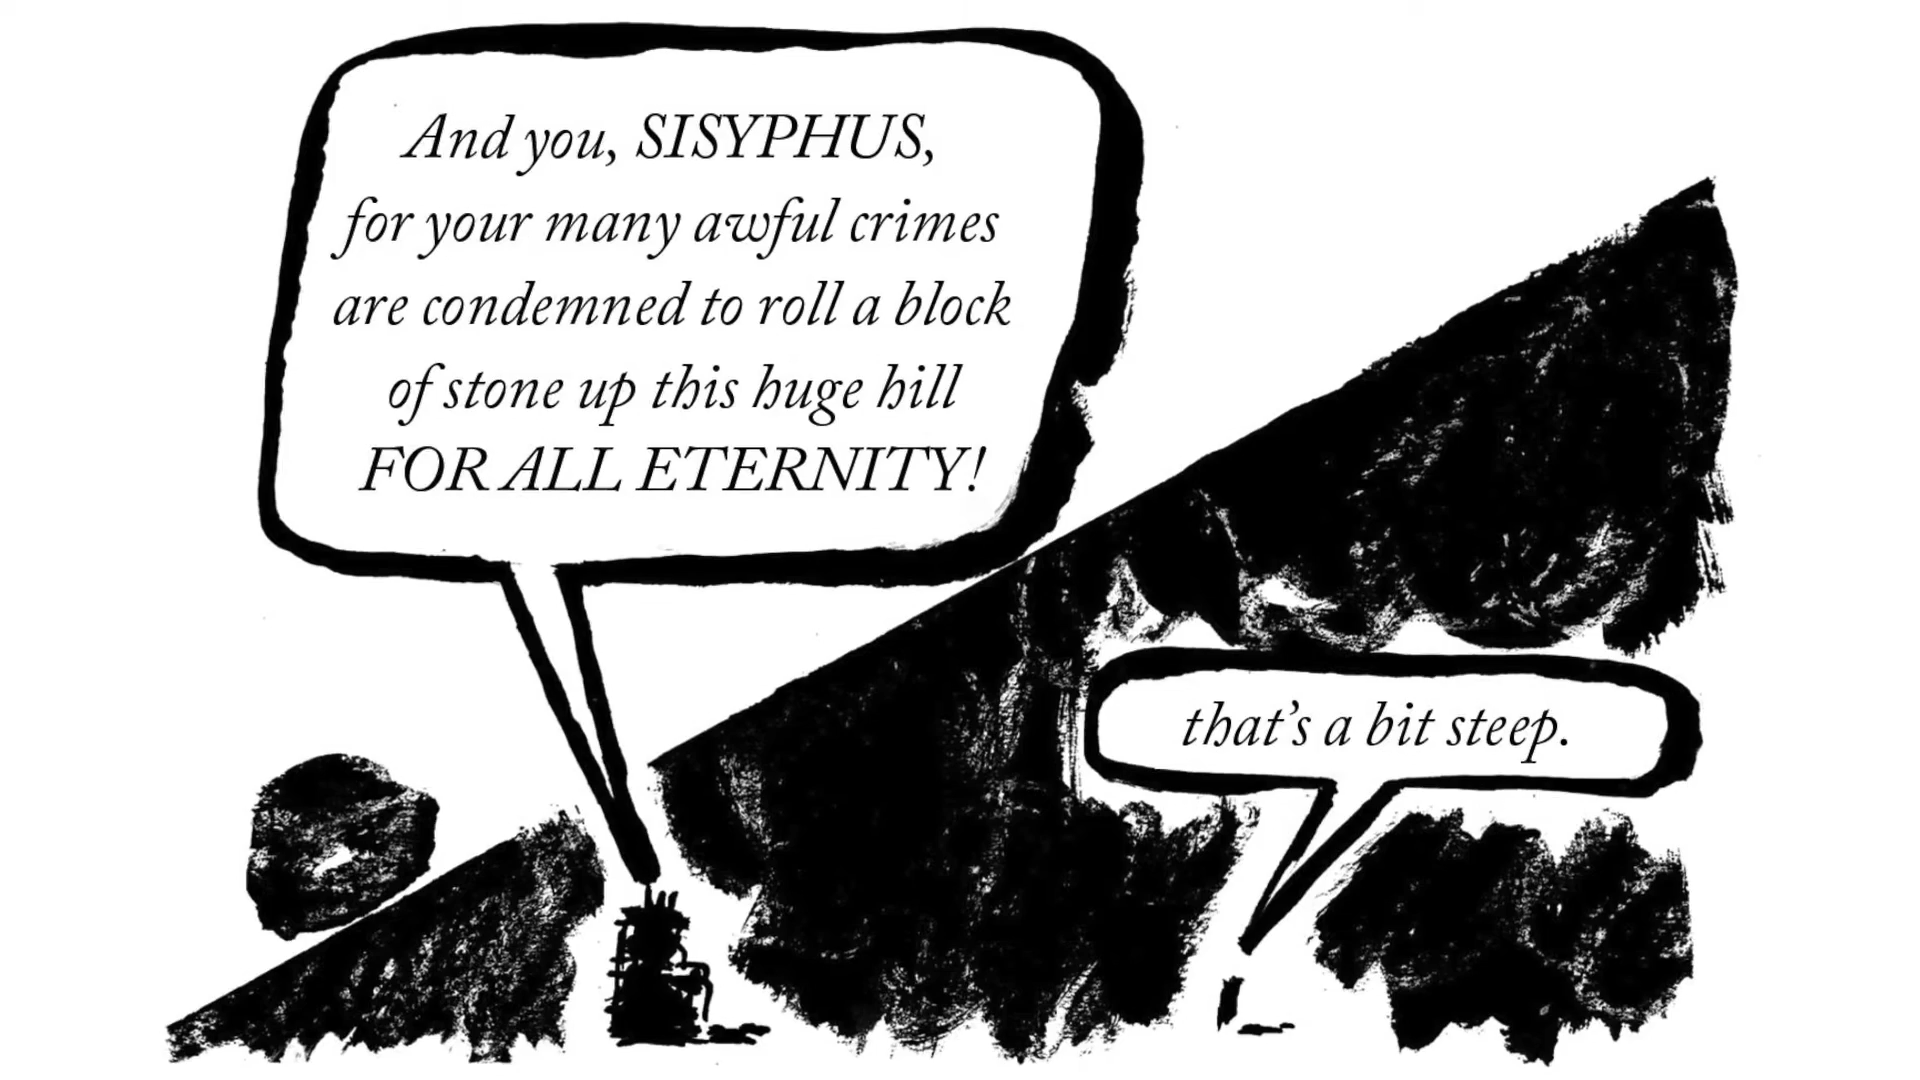 And you, SISYPHUS,
for your many awful crimes
are condemned to roll a block
of stone up this huge hill
FOR ALL ETERNITY!
that's a bit steep.